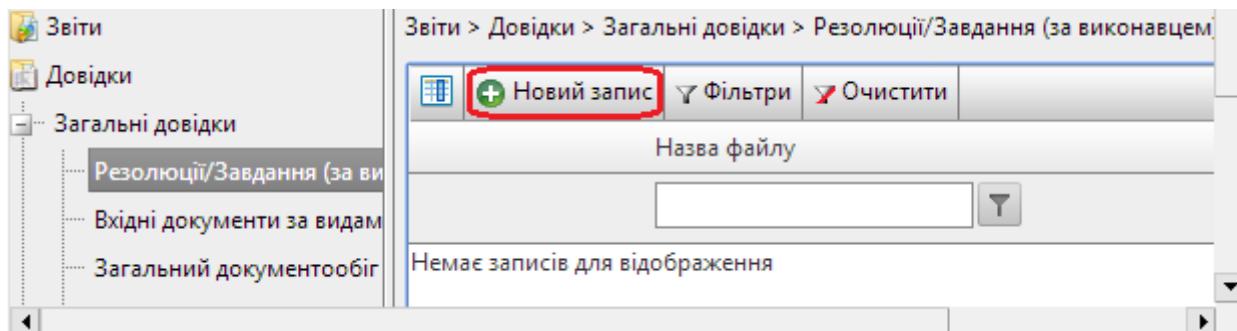 Звіти
Довідки
Загальні довідки
Резолюції/Завдання (за ви
Вхідні документи за видам
Загальний документообіг
Звіти > Довідки > Загальні довідки > Резолюції/Завдання (за виконавцем)
Новий запис Фільтри Очистити
Назва файлу
Немає записів для відображення